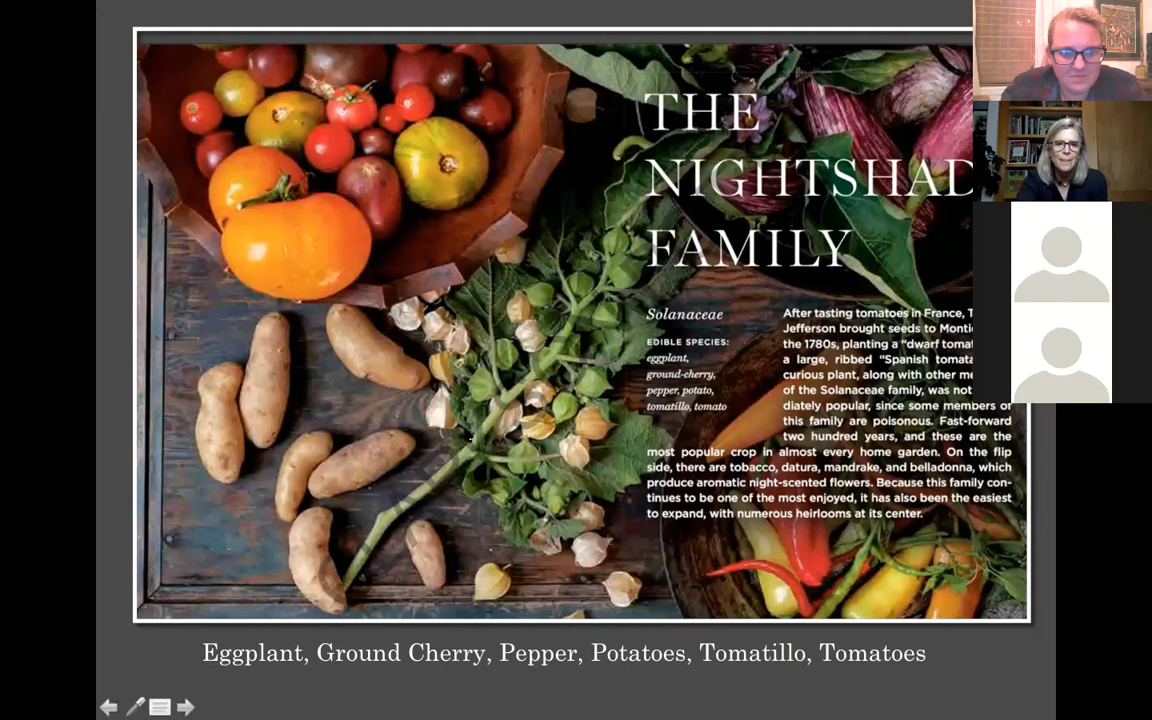 THE
NIGHTSHAD
FAMILY
Solanaceae
EDIBLE SPECIES:
eggplant,
ground-cherry,
pepper, potato,
tomatillo, tomato
After tasting tomatoes in France, T
Jefferson brought seeds to Monti
the 1780s, planting a "dwarf toma
a large, ribbed "Spanish tomata
curious plant, along with other me
of the Solanaceae family, was not
diately popular, since some members of
this family are poisonous. Fast-forward
two hundred years, and these are the
most popular crop in almost every home garden. On the flip
side, there are tobacco, datura, mandrake, and belladonna, which
produce aromatic night-scented flowers. Because this family con-
tinues to be one of the most enjoyed, it has also been the easiest
to expand, with numerous heirlooms at its center.
Eggplant, Ground Cherry, Pepper, Potatoes, Tomatillo, Tomatoes